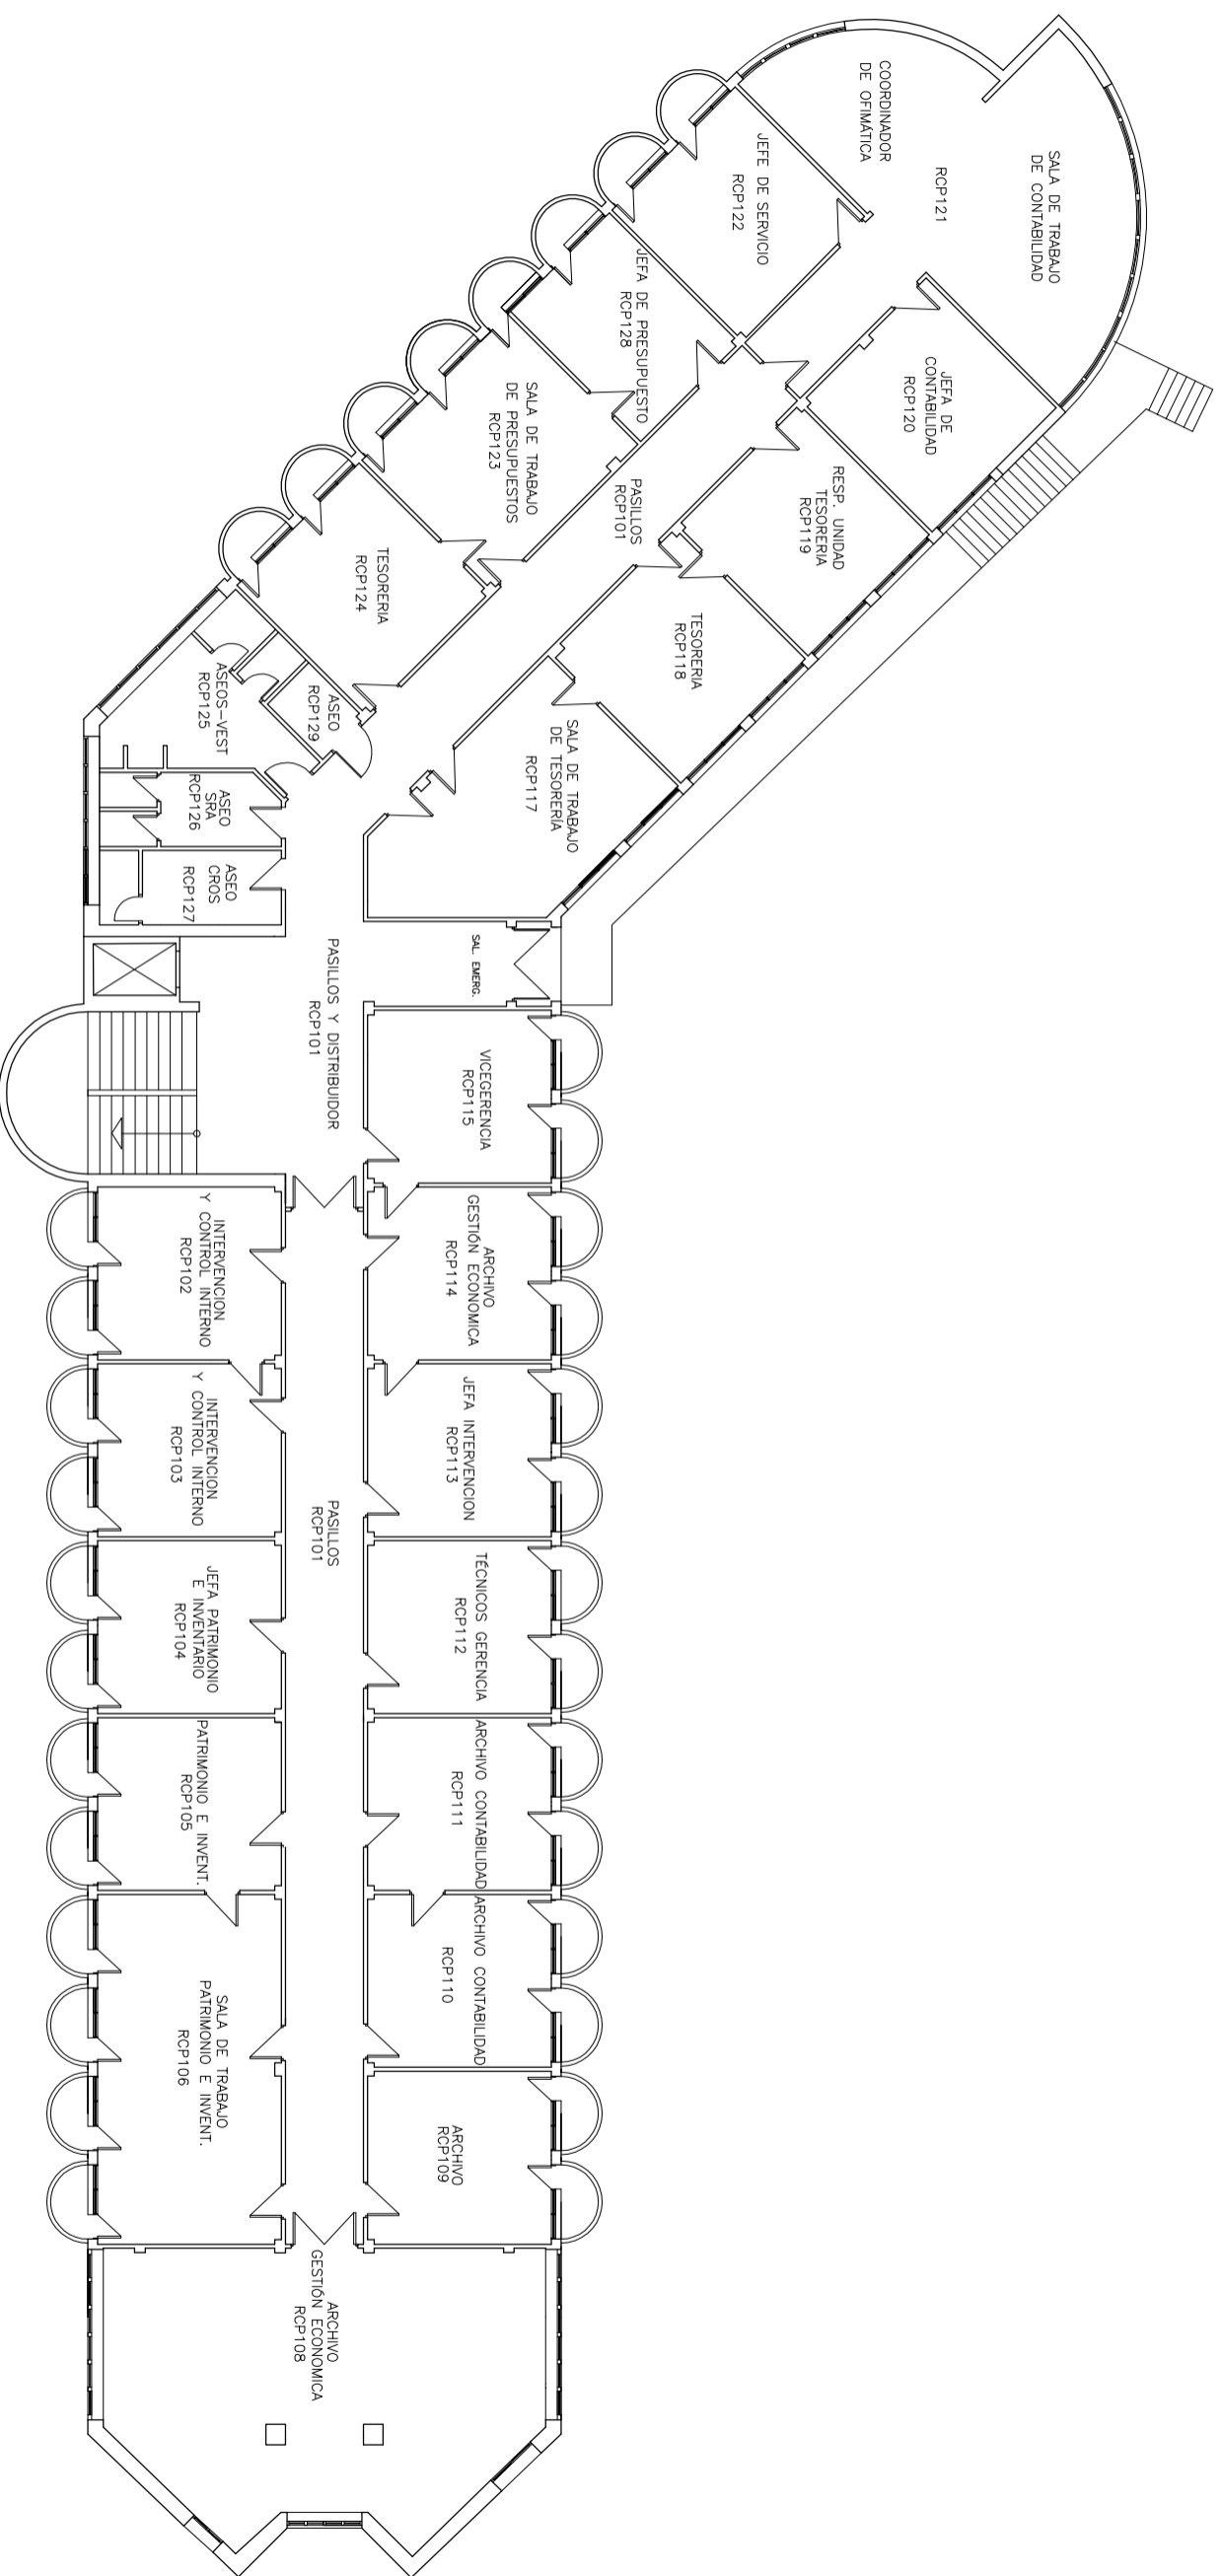 SALA DE TRABAJO
DE CONTABILIDAD
COORDINADOR
DE OFIMÁTICA
RCP121
JEFE DE SERVICIO
RCP122
JEFA DE
CONTABILIDAD
RCP120
JEFA DE PRESUPUESTO
RCP128
RESP. UNIDAD
TESORERIA
RCP119
SALA DE TRABAJO
DE PRESUPUESTOS
RCP123
PASILLOS
RCP101
TESORERIA
RCP118
TESORERIA
RCP124
SALA DE TRABAJO
DE TESORERÍA
RCP117
ASEO
RCP129
ASEOS-VEST
RCP125
ASEO
SRA
RCP126
ASEO
CROS
RCP127
SAL. EMERG.
PASILLOS Y DISTRIBUIDOR
RCP101
VICEGERENCIA
RCP115
ARCHIVO
GESTIÓN ECONOMICA
RCP114
INTERVENCION
Y CONTROL INTERNO
RCP102
JEFA INTERVENCION
RCP113
INTERVENCION
Y CONTROL INTERNO
RCP103
PASILLOS
RCP101
TÉCNICOS GERENCIA
RCP112
JEFA PATRIMONIO
E INVENTARIO
RCP104
ARCHIVO CONTABILIDAD
RCP111
PATRIMONIO E INVENT.
RCP105
ARCHIVO CONTABILIDAD
RCP110
SALA DE TRABAJO
PATRIMONIO E INVENT.
RCP106
ARCHIVO
RCP109
ARCHIVO
GESTIÓN ECONOMICA
RCP108